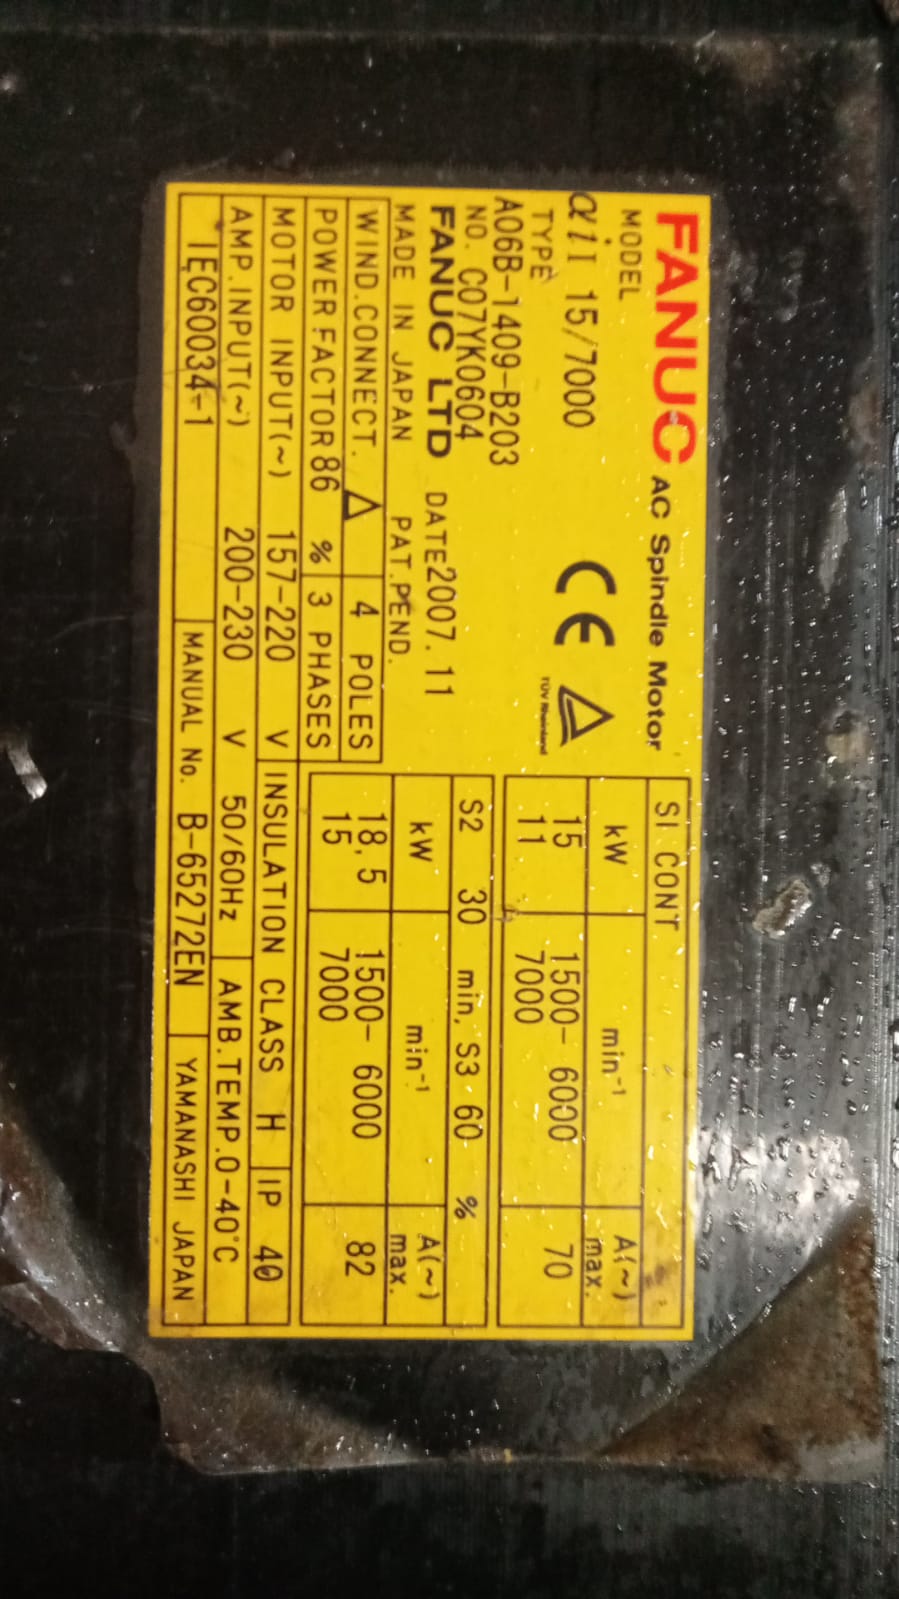 FANUC AC Spindle Motor
MODEL
αiI 15/7000
TYPE
A06B-1409-B203
NO. C07YK0604
FANUC LTD DATE2007.11
MADE IN JAPAN PAT.PEND.
CE
TÜV Rheinland
WIND.CONNECT. △ 4 POLES
POWER FACTOR 86 % 3 PHASES
S1 CONT
kW min⁻¹ A(~) max.
15 1500-6000 70
11 7000
S2 30 min, S3 60 %
kW min⁻¹ A(~) max.
18,5 1500-6000 82
15 7000
MOTOR INPUT(~) 157-220 V INSULATION CLASS H IP 40
AMP.INPUT(~) 200-230 V 50/60Hz AMB.TEMP.0-40°C
IEC60034-1 MANUAL No. B-65272EN YAMANASHI JAPAN